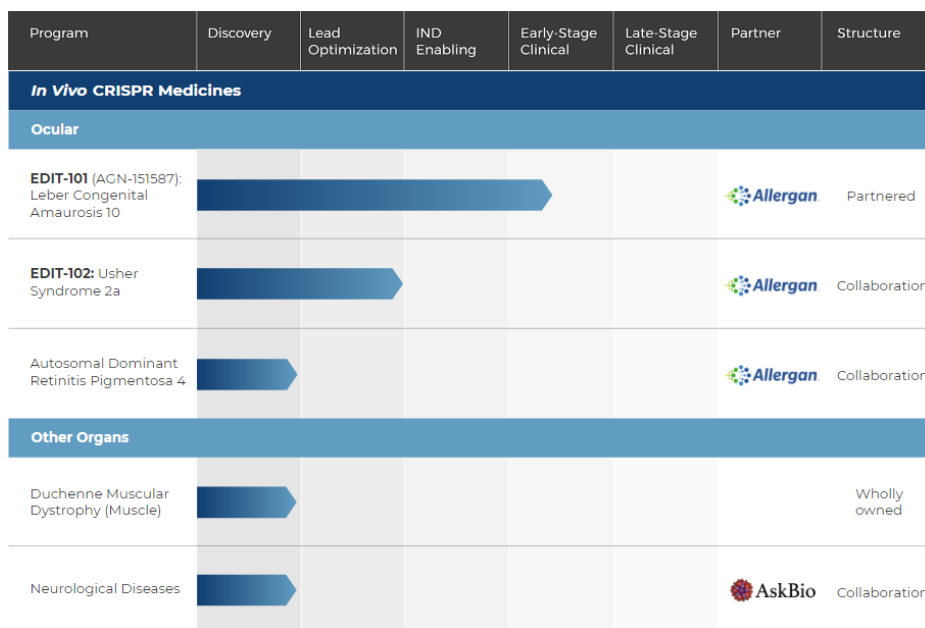 Program
Discovery
Lead
Optimization
IND
Enabling
Early-Stage
Clinical
Late-Stage
Clinical
Partner
Structure
In Vivo CRISPR Medicines
Ocular
EDIT-101 (AGN-151587):
Leber Congenital
Amaurosis 10
Allergan
Partnered
EDIT-102: Usher
Syndrome 2a
Allergan
Collaboration
Autosomal Dominant
Retinitis Pigmentosa 4
Allergan
Collaboration
Other Organs
Duchenne Muscular
Dystrophy (Muscle)
Wholly
owned
Neurological Diseases
AskBio
Collaboration